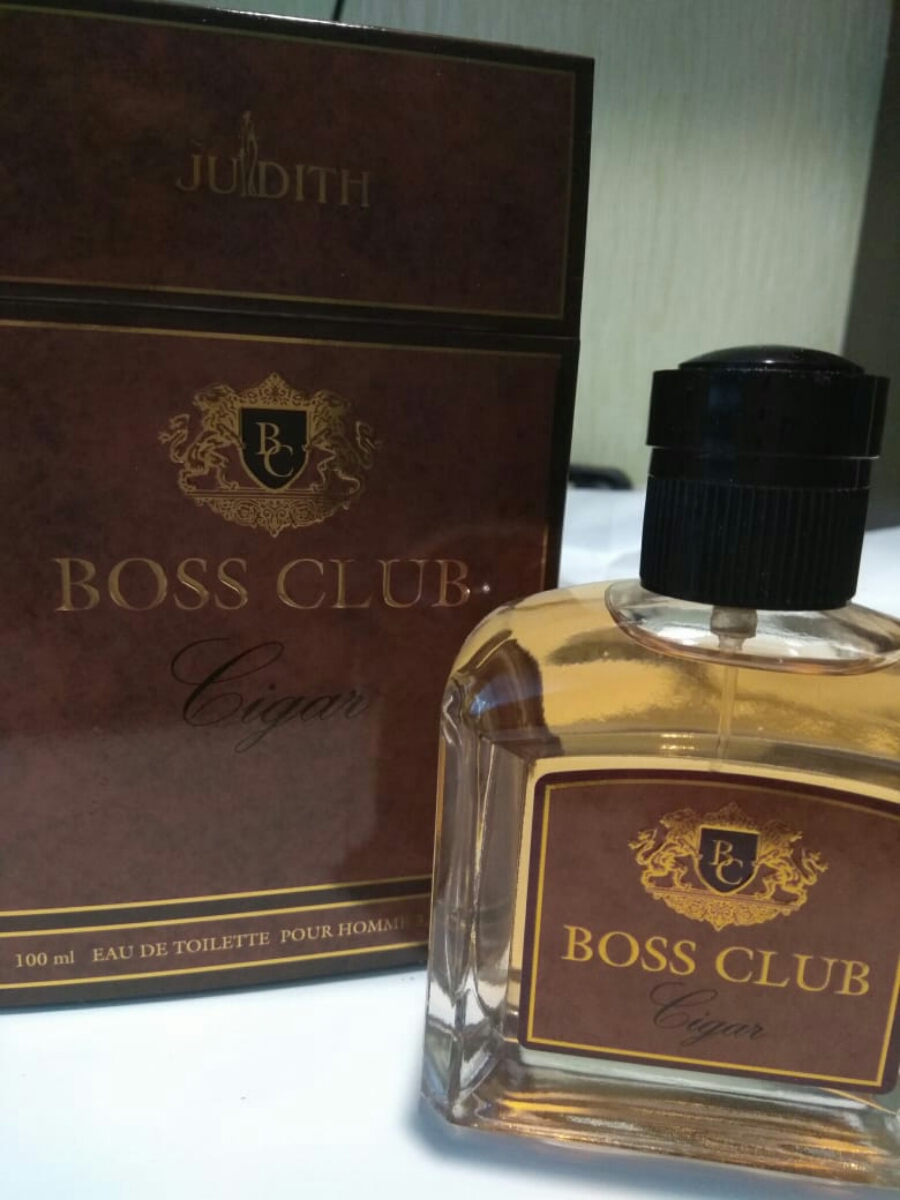 JUDITH
BC
BOSS CLUB
Cigar
100 ml EAU DE TOILETTE POUR HOMME
BC
BOSS CLUB
Cigar